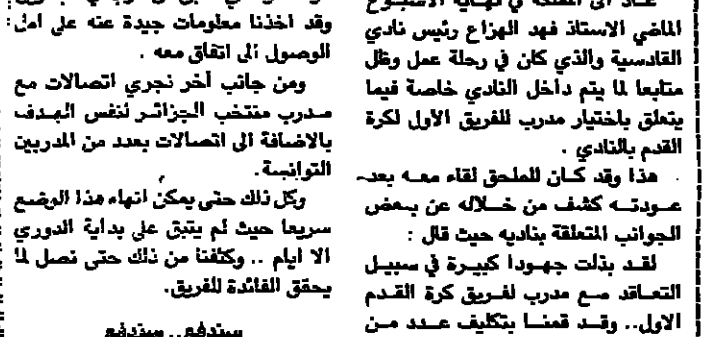 عاد الى المملكة في نهاية الاسبوع
الماضي الاستاذ فهد الهزاع رئيس نادي
القادسية والذي كان في رحلة عمل وظل
متابعا لما يتم داخل النادي خاصة فيما
يتعلق باختيار مدرب للفريق الأول لكرة
القدم بالنادي .
هذا وقد كان للملحق لقاء معه بعد
عودته كشف من خلاله عن بعض
الجوانب المتعلقة بناديه حيث قال :
لقد بذلت جهودا كبيرة في سبيل
التعاقد مع مدرب لفريق كرة القدم
الاول.. وقد قمنا بتكليف عدد من
وقد اخذنا معلومات جيدة عنه على امل
الوصول الى اتفاق معه .
ومن جانب آخر نجري اتصالات مع
مدرب منتخب الجزائر لنفس الهدف
بالاضافة الى اتصالات بعدد من المدربين
التوانسة.
وكل ذلك حتى يمكن انهاء هذا الوضع
سريعا حيث لم يتبق على بداية الدوري
الا ايام .. وكثفنا من ذلك حتى نصل لما
يحقق الفائدة للفريق.
سيندفع.. سيندفع